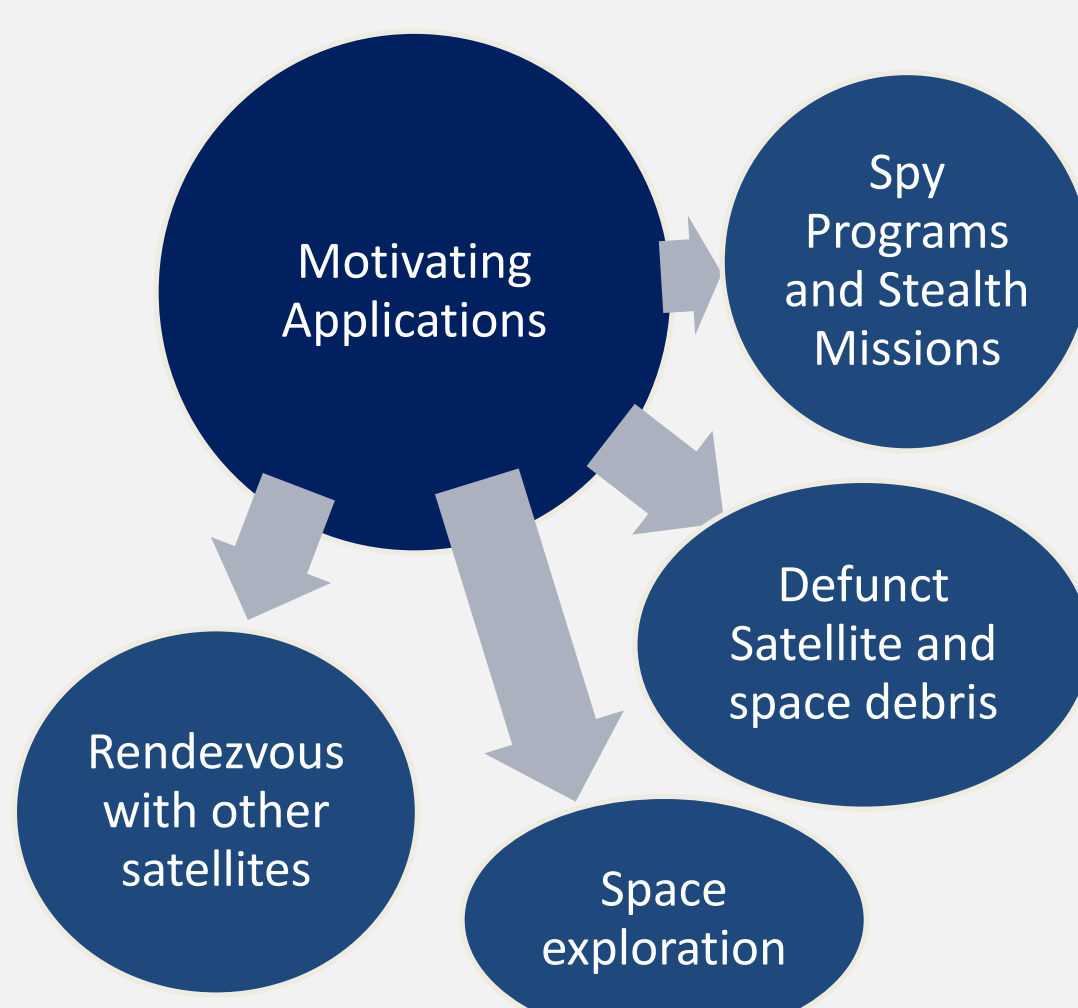 Motivating
Applications
Spy
Programs
and Stealth
Missions
Defunct
Satellite and
space debris
Space
exploration
Rendezvous
with other
satellites